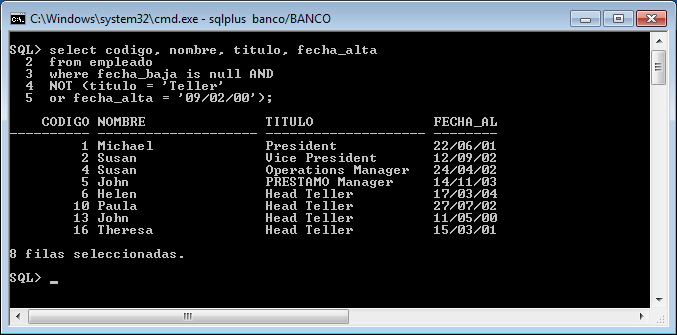 C:\Windows\system32\cmd.exe - sqlplus  banco/BANCO
SQL> select codigo, nombre, titulo, fecha_alta
  2  from empleado
  3  where fecha_baja is null AND
  4  NOT (titulo = 'Teller'
  5  or fecha_alta = '09/02/00');
    CODIGO NOMBRE               TITULO               FECHA_AL
---------- -------------------- -------------------- --------
         1 Michael              President            22/06/01
         2 Susan                Vice President       12/09/02
         4 Susan                Operations Manager   24/04/02
         5 John                 PRESTAMO Manager     14/11/03
         6 Helen                Head Teller          17/03/04
        10 Paula                Head Teller          27/07/02
        13 John                 Head Teller          11/05/00
        16 Theresa              Head Teller          15/03/01
8 filas seleccionadas.
SQL> _